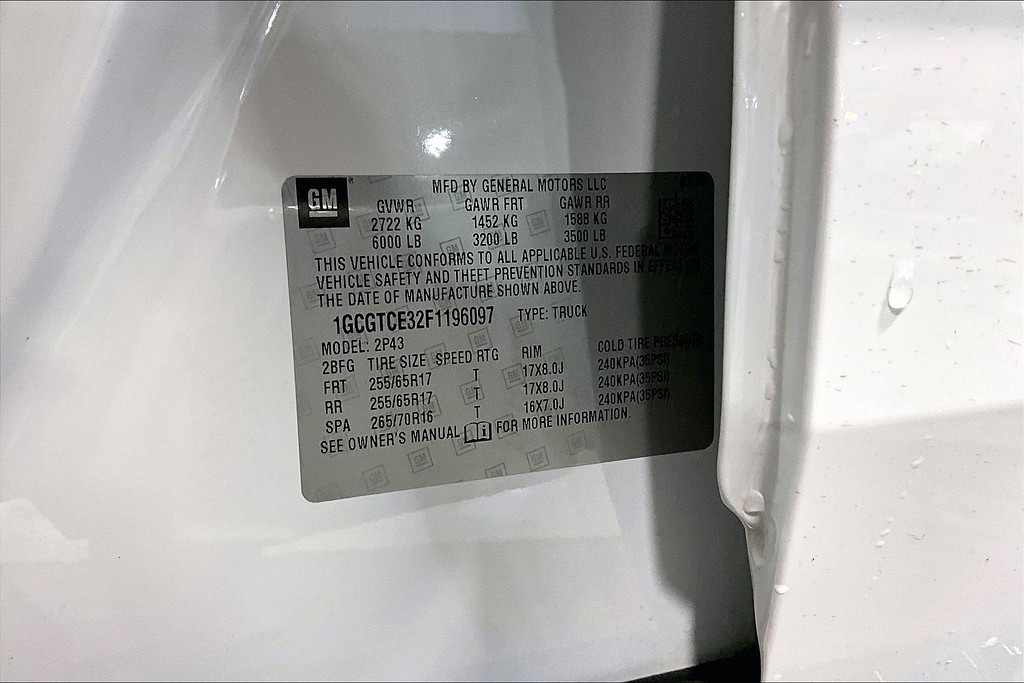 GM
MFD BY GENERAL MOTORS LLC
GVWR GAWR FRT GAWR RR
2722 KG 1452 KG 1588 KG
6000 LB 3200 LB 3500 LB
THIS VEHICLE CONFORMS TO ALL APPLICABLE U.S. FEDERAL MOTOR
VEHICLE SAFETY AND THEFT PREVENTION STANDARDS IN EFFECT ON
THE DATE OF MANUFACTURE SHOWN ABOVE.
1GCGTCE32F1196097 TYPE: TRUCK
MODEL: 2P43
2BFG TIRE SIZE SPEED RTG RIM COLD TIRE PRESSURE
FRT 255/65R17 T 17X8.0J 240KPA(35PSI)
RR 255/65R17 T 17X8.0J 240KPA(35PSI)
SPA 265/70R16 T 16X7.0J 240KPA(35PSI)
SEE OWNER'S MANUAL i FOR MORE INFORMATION.